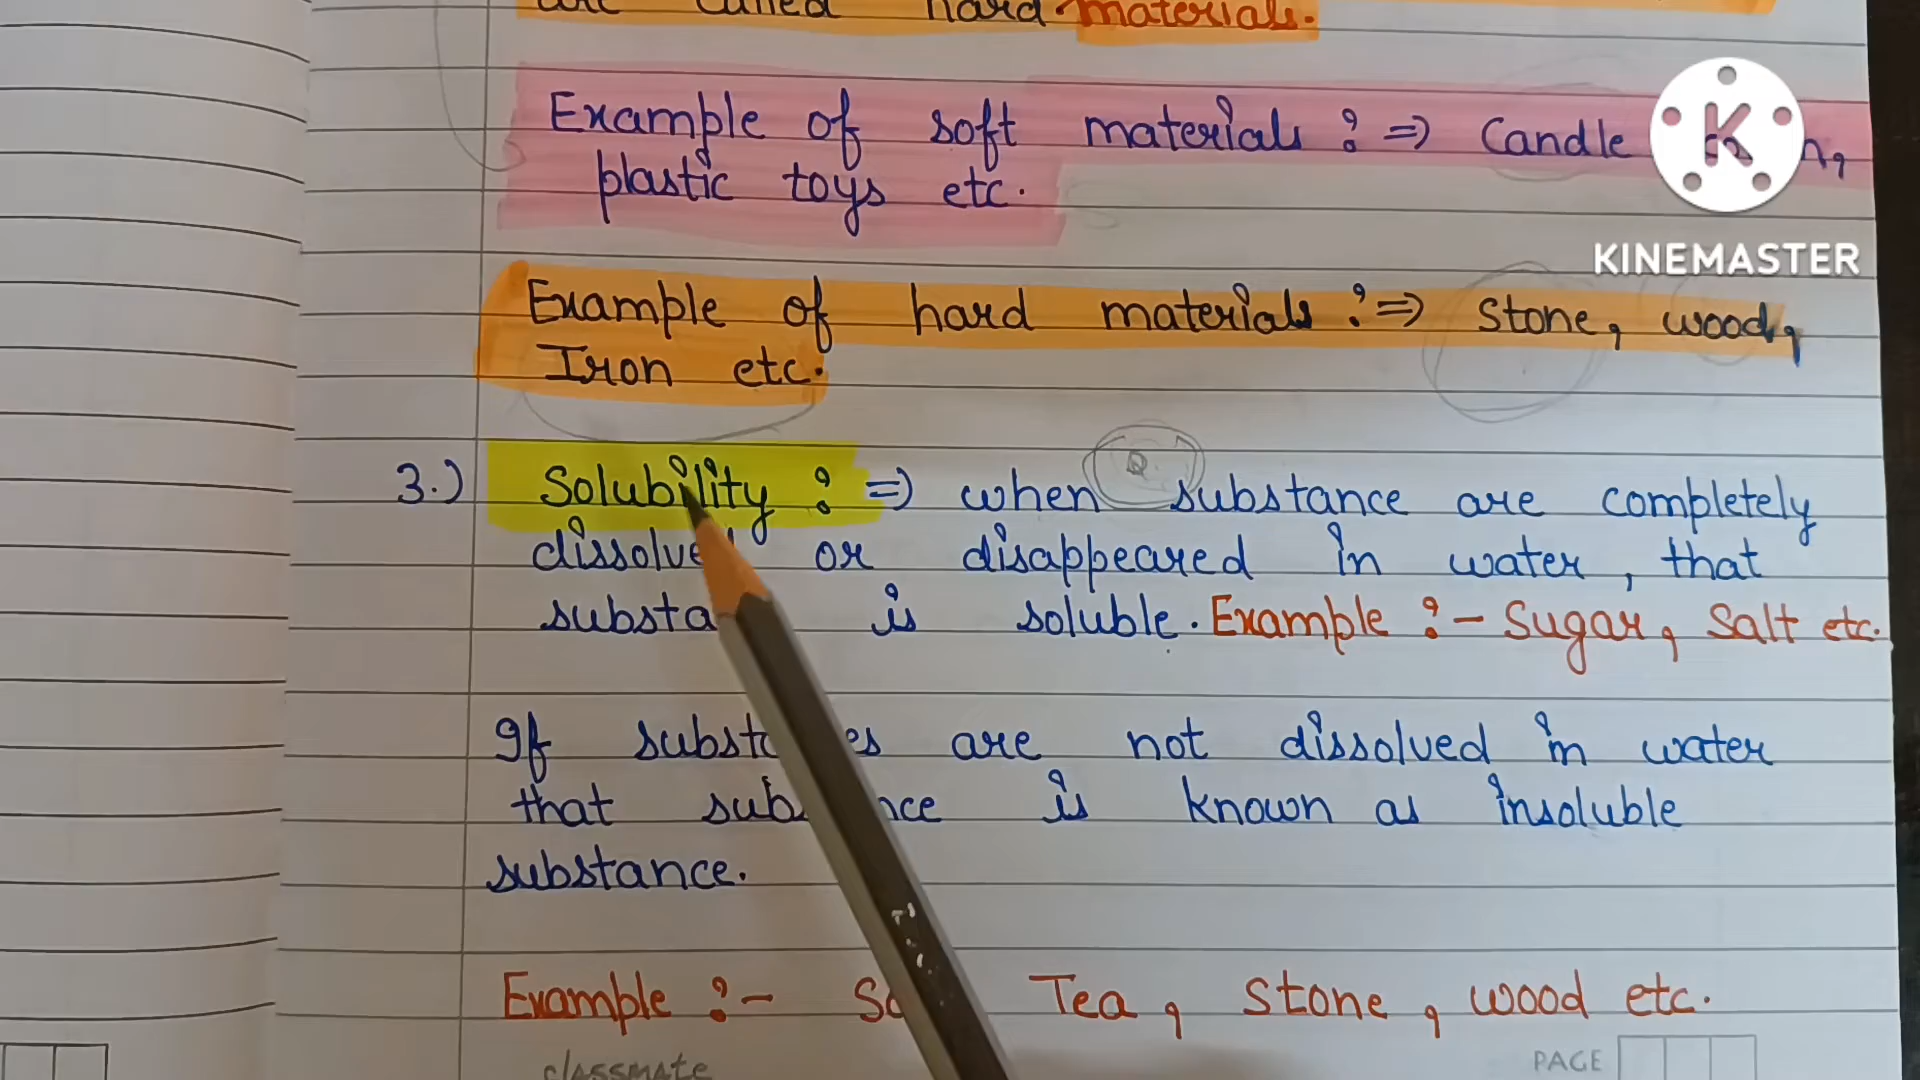 are called hard materials.
Example of soft materials :⇒ Candle
plastic toys etc.
KINEMASTER
Example of hard materials :⇒ Stone, wood,
Iron etc.
3.) Solubility :⇒ when substance are completely
dissolved or disappeared in water, that
is soluble. Example :- Sugar, Salt etc.
If are not dissolved in water
that is known as insoluble
substance.
Example :- Tea, Stone, wood etc.
classmate
PAGE